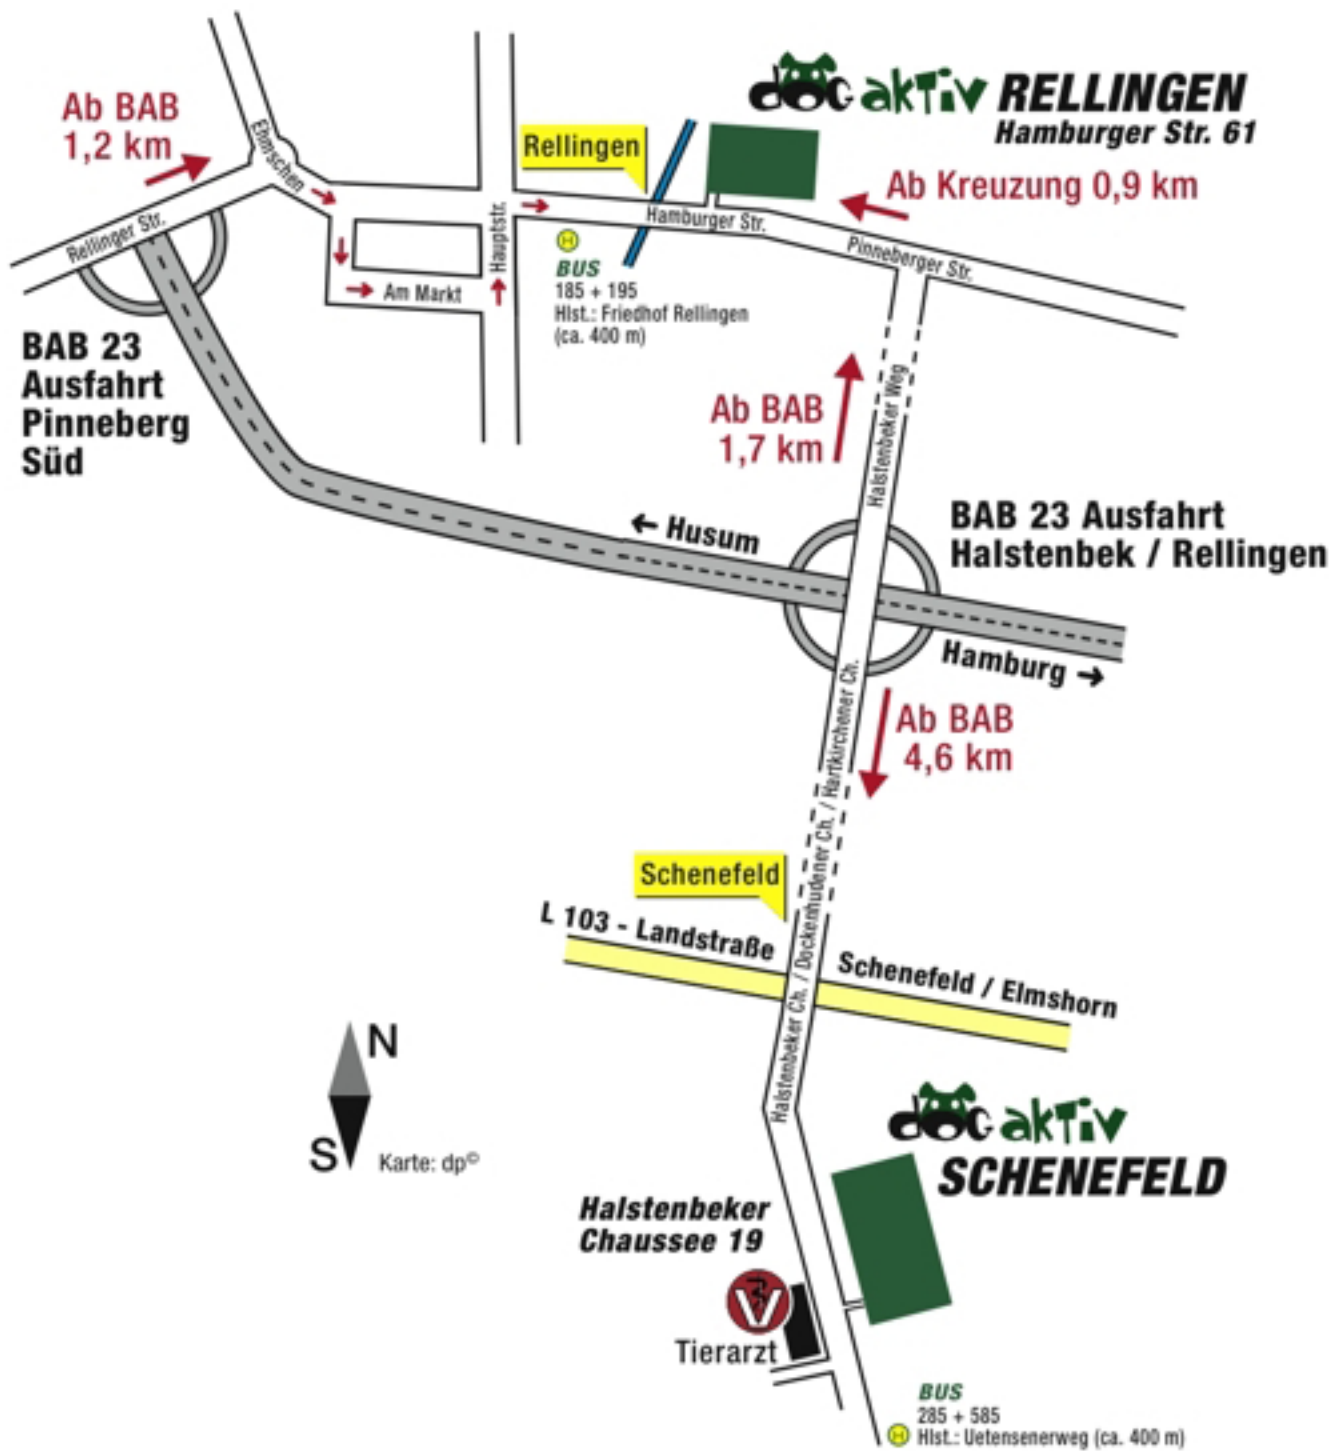 dog aktiv RELLINGEN
Hamburger Str. 61
Ab BAB
1,2 km
Ehmschen
Rellingen
Ab Kreuzung 0,9 km
Rellinger Str.
Hauptstr.
Hamburger Str.
Pinneberger Str.
H
BUS
185 + 195
Hlst.: Friedhof Rellingen
(ca. 400 m)
Am Markt
BAB 23
Ausfahrt
Pinneberg
Süd
Ab BAB
1,7 km
Halstenbeker Weg
← Husum
BAB 23 Ausfahrt
Halstenbek / Rellingen
Hamburg →
Ab BAB
4,6 km
Halstenbeker Ch. / Dockenhudener Ch. / Hartkirchener Ch.
Schenefeld
L 103 - Landstraße
Schenefeld / Elmshorn
N
S
Karte: dp©
dog aktiv
SCHENEFELD
Halstenbeker
Chaussee 19
V
Tierarzt
BUS
285 + 585
H Hlst.: Uetensenerweg (ca. 400 m)